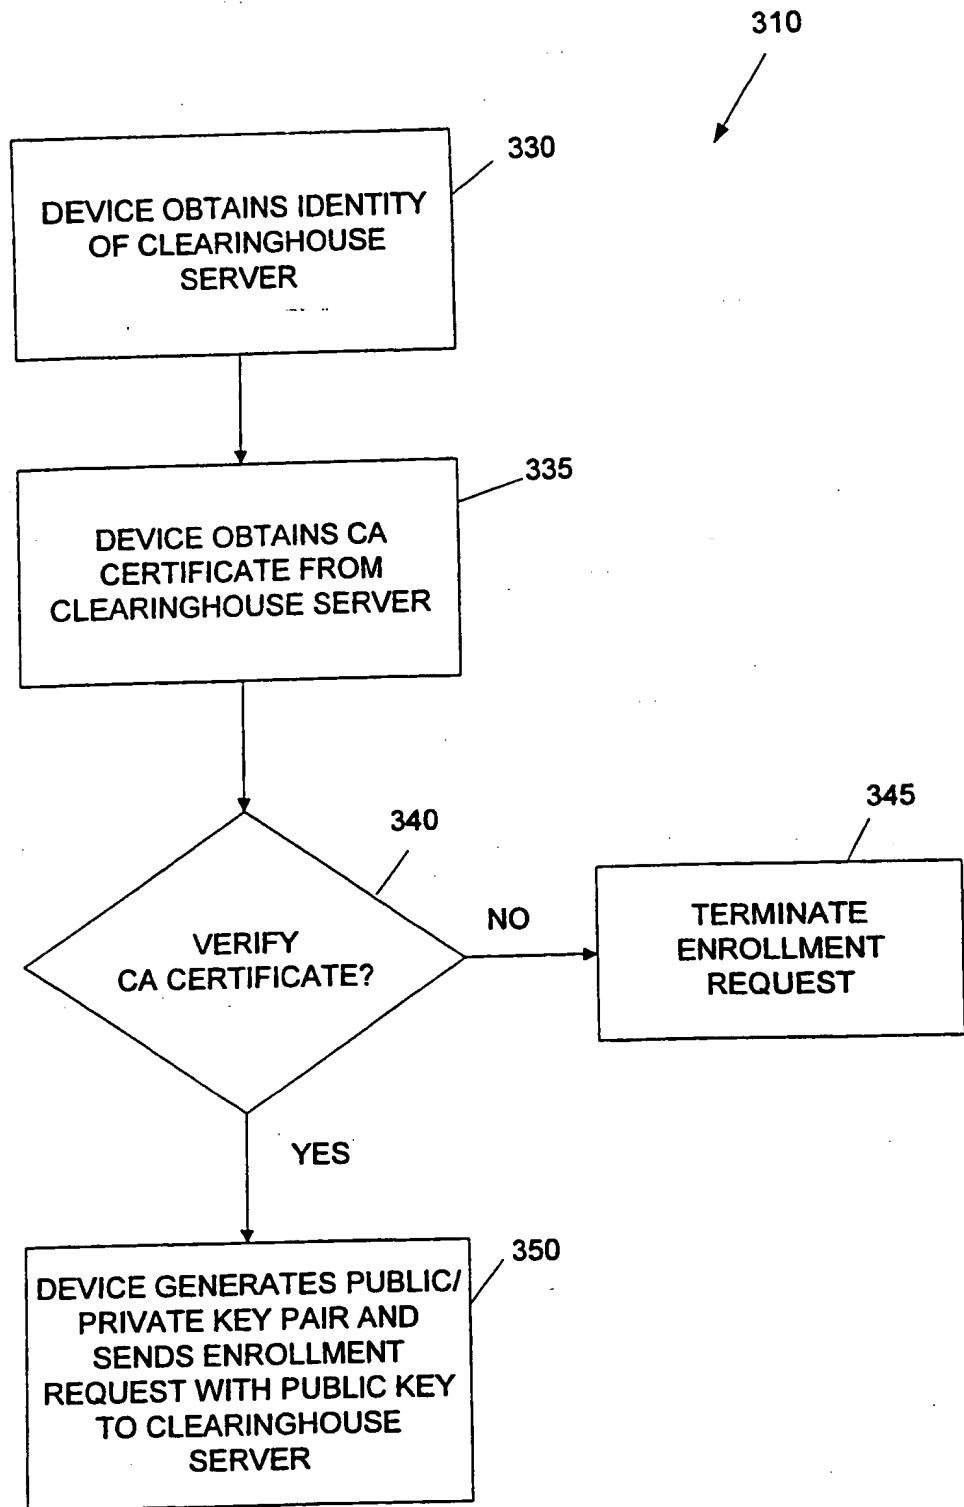 310
330
DEVICE OBTAINS IDENTITY
OF CLEARINGHOUSE
SERVER
335
DEVICE OBTAINS CA
CERTIFICATE FROM
CLEARINGHOUSE SERVER
340
345
VERIFY
CA CERTIFICATE?
NO
TERMINATE
ENROLLMENT
REQUEST
YES
350
DEVICE GENERATES PUBLIC/
PRIVATE KEY PAIR AND
SENDS ENROLLMENT
REQUEST WITH PUBLIC KEY
TO CLEARINGHOUSE
SERVER